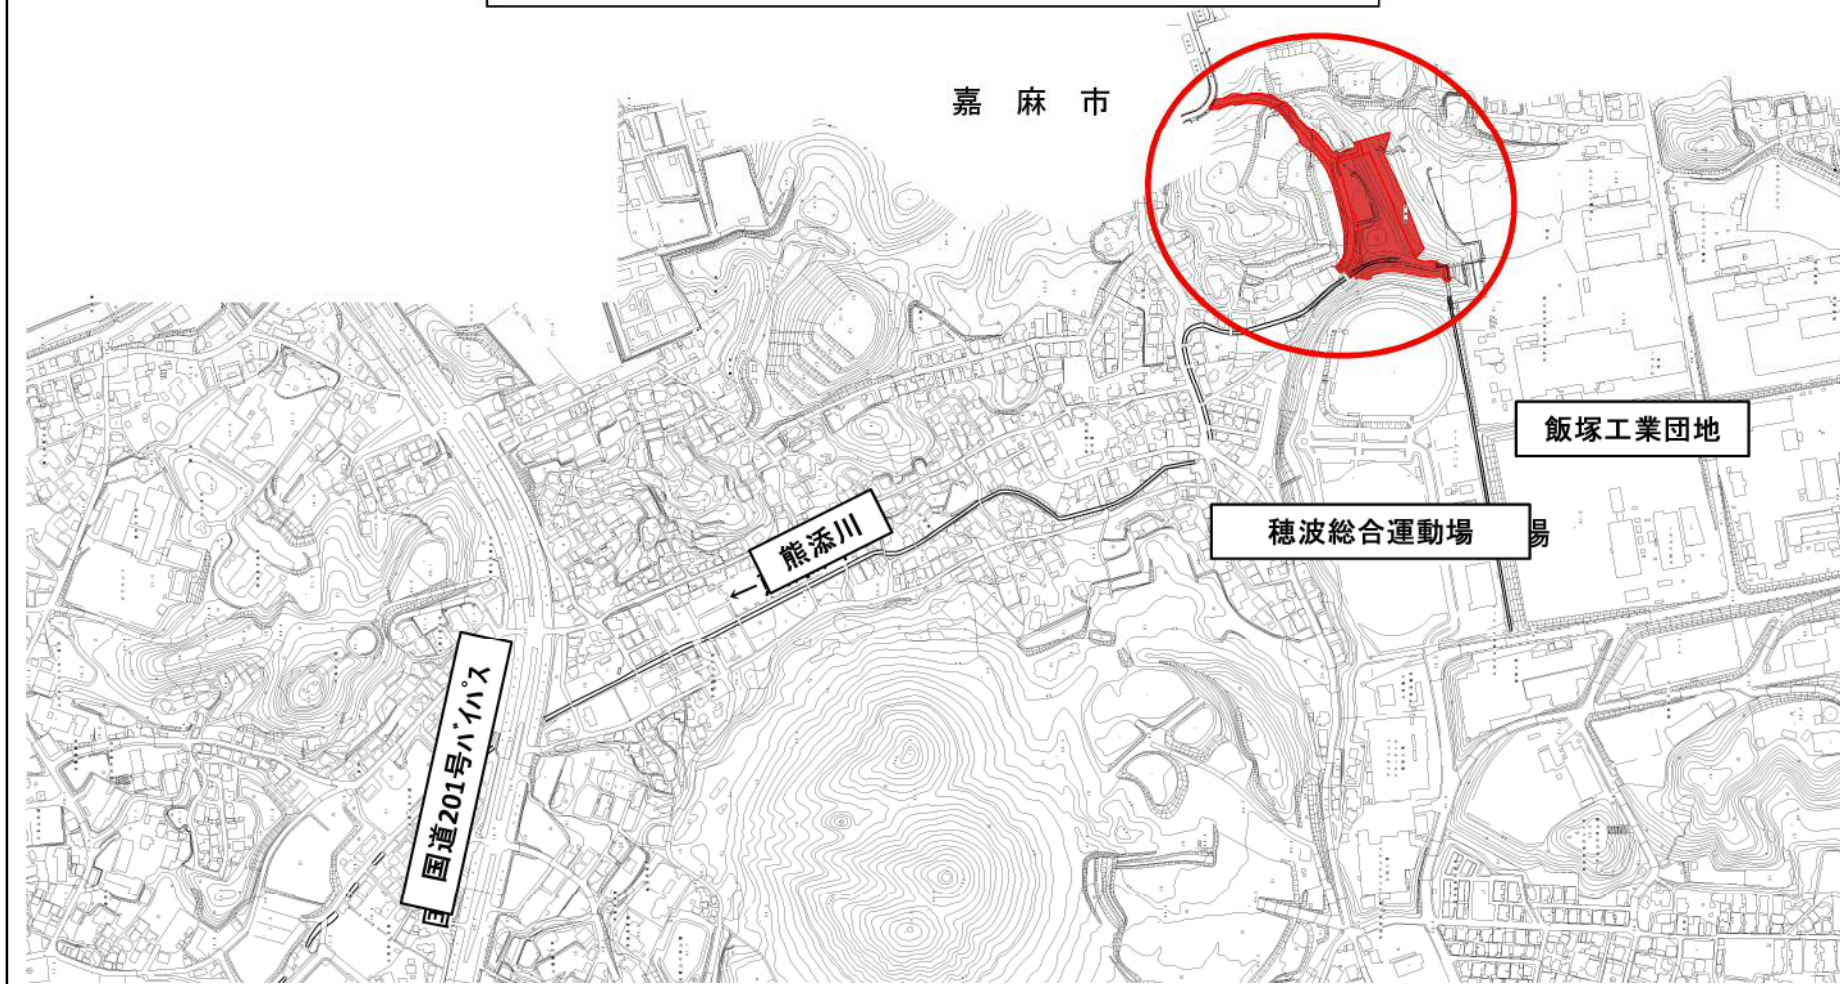 嘉 麻 市
飯塚工業団地
穂波総合運動場 場
熊添川
←
国道201号バイパス